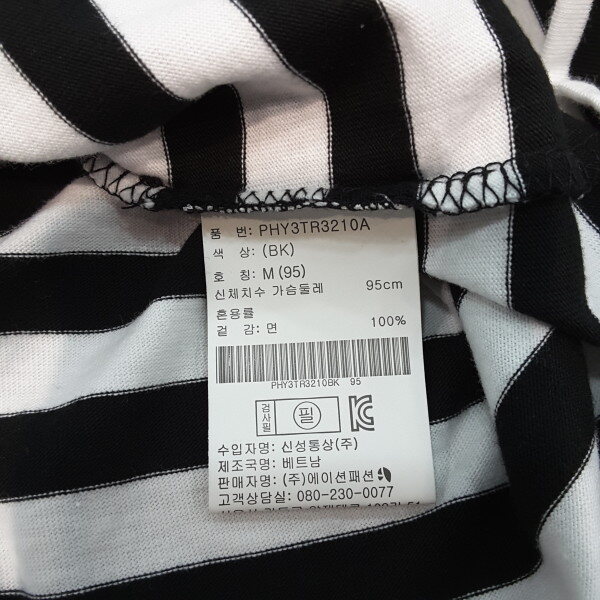 품 번: PHY3TR3210A
색 상: (BK)
호 칭: M (95)
신체치수 가슴둘레 95cm
혼용률
겉 감: 면 100%
PHY3TR3210BK 95
검사필 필 KC
수입자명: 신성통상(주)
제조국명: 베트남
판매자명: (주)에이션패션
고객상담실: 080-230-0077